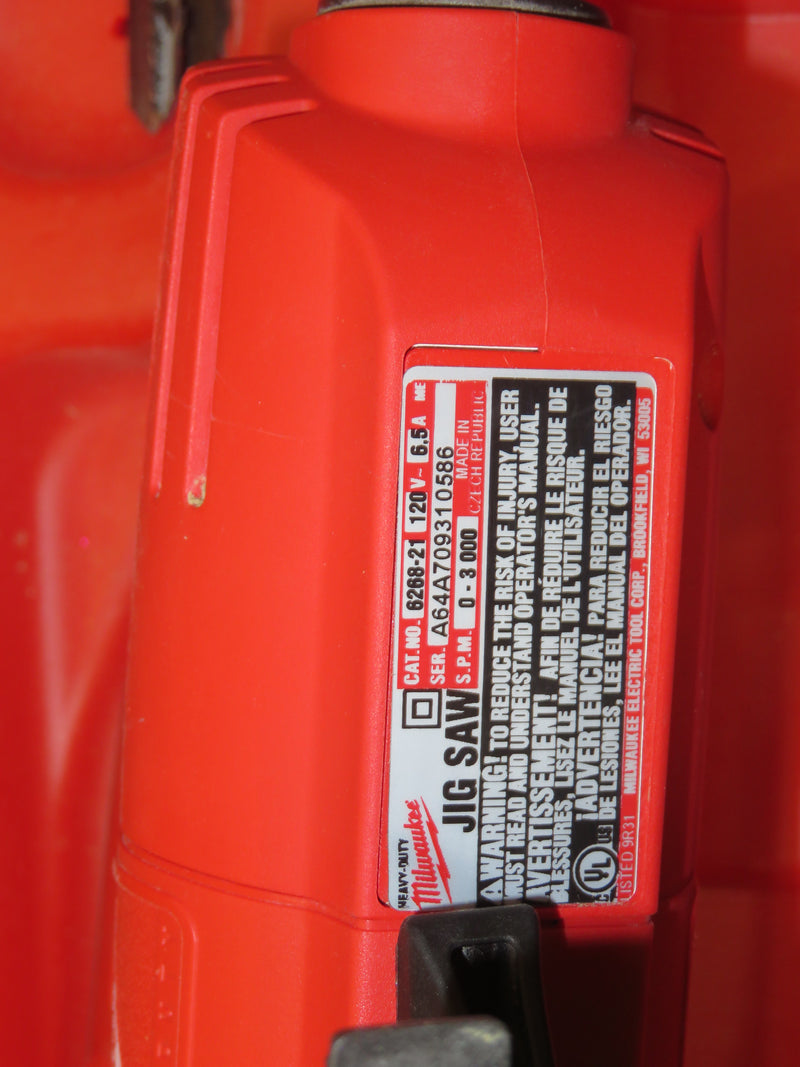 HEAVY-DUTY
Milwaukee
JIG SAW
CAT.NO. 6268-21 120 V~ 6.5 A ME
SER. A64A709310586
S.P.M. 0 - 3 000 MADE IN
CZECH REPUBLIC
WARNING! TO REDUCE THE RISK OF INJURY, USER
MUST READ AND UNDERSTAND OPERATOR'S MANUAL.
AVERTISSEMENT! AFIN DE RÉDUIRE LE RISQUE DE
BLESSURES, LISEZ LE MANUEL DE L'UTILISATEUR.
¡ADVERTENCIA! PARA REDUCIR EL RIESGO
DE LESIONES, LEE EL MANUAL DEL OPERADOR.
C UL US
LISTED 9R31 MILWAUKEE ELECTRIC TOOL CORP., BROOKFIELD, WI 53005